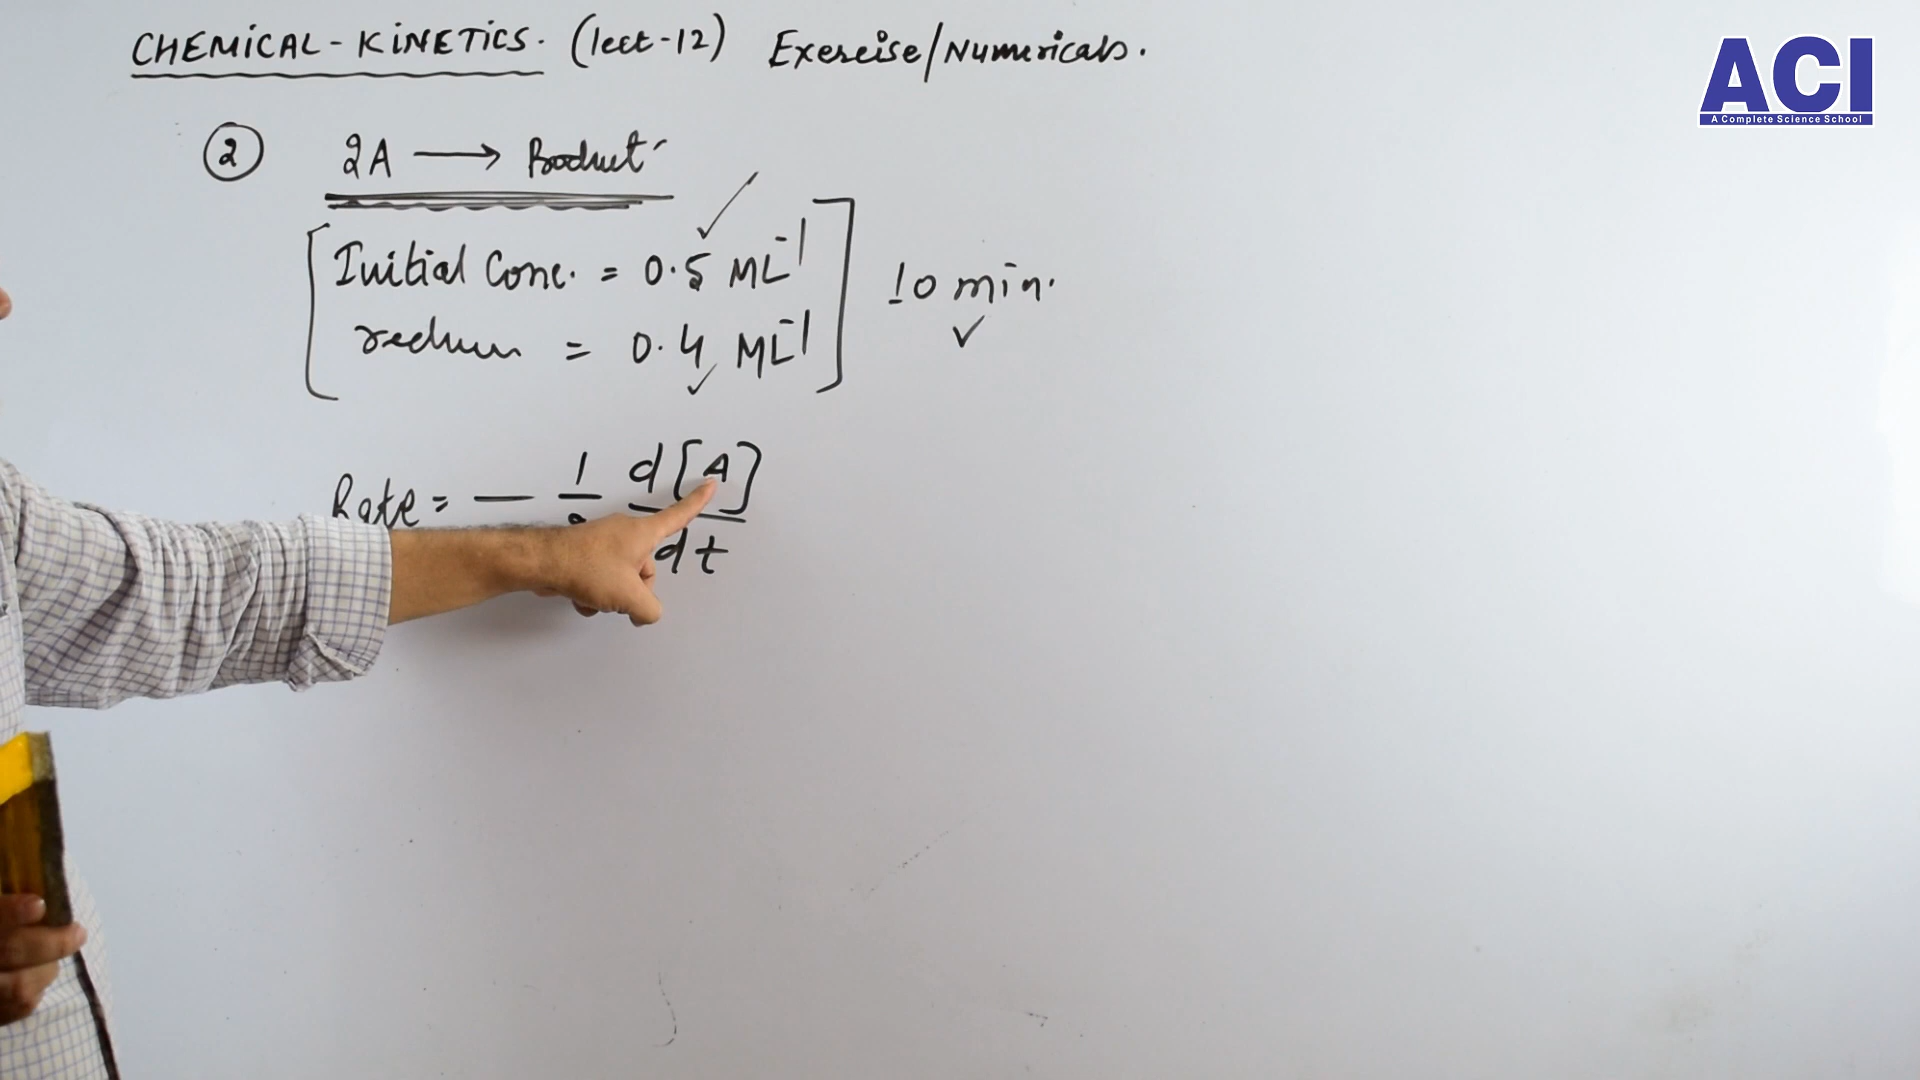 CHEMICAL-KINETICS. (lect-12) Exercise/Numericals.
ACI
A Complete Science School
② 2A ⟶ Product
Initial Conc. = 0.5 ML⁻¹
= 0.4 ML⁻¹
10 min.
Rate = - 1 d[A]
dt